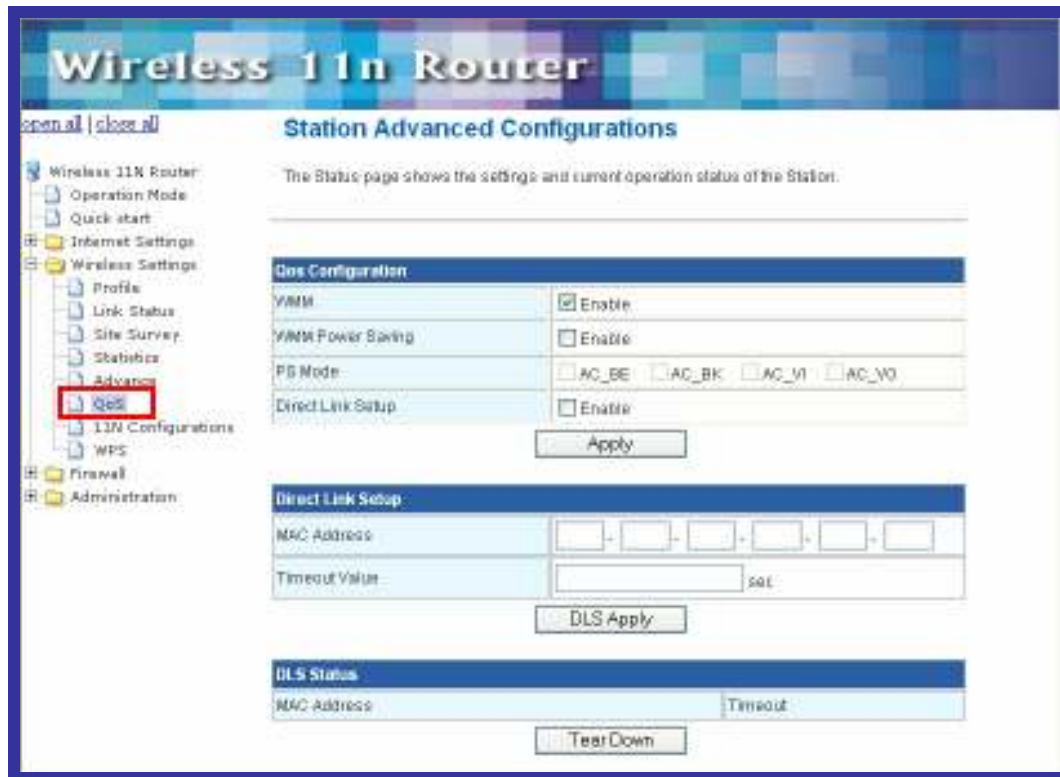 Wireless 11n Router
open all | close all
Wireless 11N Router
Operation Mode
Quick start
Internet Settings
Wireless Settings
Profile
Link Status
Site Survey
Statistics
Advance
QoS
11N Configurations
WPS
Firewall
Administration
Station Advanced Configurations
The Status page shows the settings and current operation status of the Station.
Qos Configuration
WMM Enable
WMM Power Saving Enable
PS Mode AC_BE AC_BK AC_VI AC_VO
Direct Link Setup Enable
Apply
Direct Link Setup
MAC Address - - - - -
Timeout Value sec
DLS Apply
DLS Status
MAC Address Timeout
Tear Down